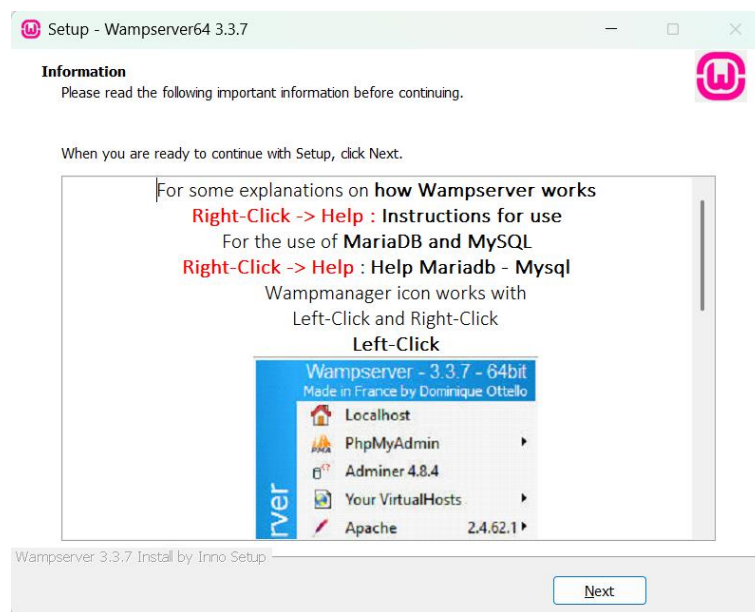 Setup - Wampserver64 3.3.7
Information
Please read the following important information before continuing.
When you are ready to continue with Setup, click Next.
For some explanations on how Wampserver works
Right-Click -> Help : Instructions for use
For the use of MariaDB and MySQL
Right-Click -> Help : Help Mariadb - Mysql
Wampmanager icon works with
Left-Click and Right-Click
Left-Click
Wampserver - 3.3.7 - 64bit
Made in France by Dominique Ottello
Localhost
PMA PhpMyAdmin
Adminer 4.8.4
Your VirtualHosts
Apache 2.4.62.1
rver
Wampserver 3.3.7 Install by Inno Setup
Next